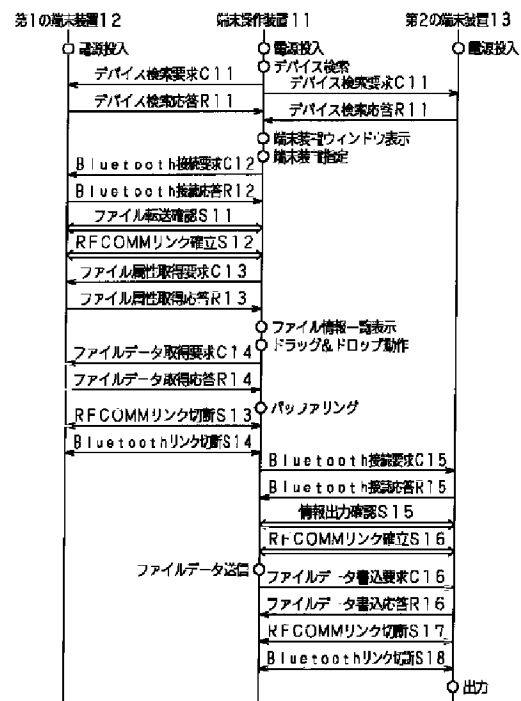 第1の端末装置12 端末操作装置11 第2の端末装置13
電源投入 電源投入 電源投入
デバイス検索
デバイス検索要求C11 デバイス検索要求C11
デバイス検索応答R11 デバイス検索応答R11
端末装置ウィンドウ表示
端末装置指定
Bluetooth接続要求C12
Bluetooth接続応答R12
ファイル転送確認S11
RFCOMMリンク確立S12
ファイル属性取得要求C13
ファイル属性取得応答R13
ファイル情報一覧表示
ドラッグ&ドロップ動作
ファイルデータ取得要求C14
ファイルデータ取得応答R14
バッファリング
RFCOMMリンク切断S13
Bluetoothリンク切断S14
Bluetooth接続要求C15
Bluetooth接続応答R15
情報出力確認S15
RFCOMMリンク確立S16
ファイルデータ送信
ファイルデータ書込要求C16
ファイルデータ書込応答R16
RFCOMMリンク切断S17
Bluetoothリンク切断S18
出力